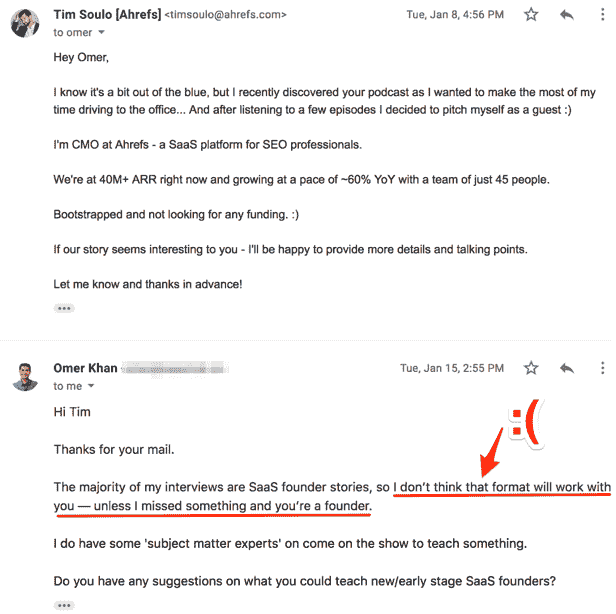 Tim Soulo [Ahrefs] <timsoulo@ahrefs.com>
Tue, Jan 8, 4:56 PM
to omer
Hey Omer,
I know it's a bit out of the blue, but I recently discovered your podcast as I wanted to make the most of my
time driving to the office... And after listening to a few episodes I decided to pitch myself as a guest :)
I'm CMO at Ahrefs - a SaaS platform for SEO professionals.
We're at 40M+ ARR right now and growing at a pace of ~60% YoY with a team of just 45 people.
Bootstrapped and not looking for any funding. :)
If our story seems interesting to you - I'll be happy to provide more details and talking points.
Let me know and thanks in advance!
Omer Khan
Tue, Jan 15, 2:55 PM
to me
Hi Tim
:(
Thanks for your mail.
The majority of my interviews are SaaS founder stories, so I don't think that format will work with
you — unless I missed something and you're a founder.
I do have some 'subject matter experts' on come on the show to teach something.
Do you have any suggestions on what you could teach new/early stage SaaS founders?